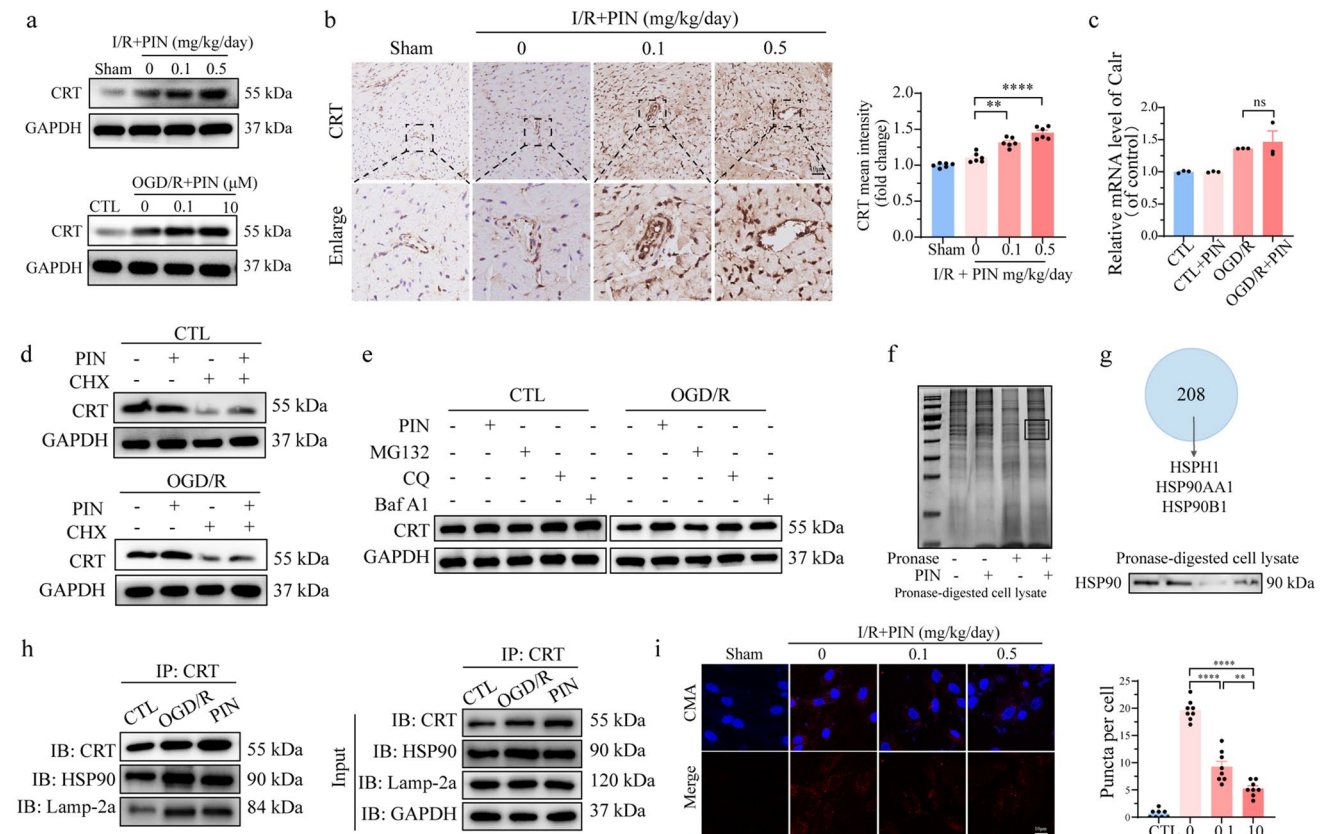 a
I/R+PIN (mg/kg/day)
Sham 0 0.1 0.5
CRT 55 kDa
GAPDH 37 kDa
OGD/R+PIN (μM)
CTL 0 0.1 10
CRT 55 kDa
GAPDH 37 kDa
b
I/R+PIN (mg/kg/day)
Sham 0 0.1 0.5
CRT
Enlarge
CRT mean intensity
(fold change)
2.0
1.5
1.0
0.5
0.0
** ****
Sham 0 0.1 0.5
I/R + PIN mg/kg/day
c
Relative mRNA level of Calr
( of control)
2.0
1.5
1.0
0.5
0.0
ns
CTL
CTL+PIN
OGD/R
OGD/R+PIN
d
CTL
PIN - + - +
CHX - - + +
CRT 55 kDa
GAPDH 37 kDa
OGD/R
PIN - + - +
CHX - - + +
CRT 55 kDa
GAPDH 37 kDa
e
CTL OGD/R
PIN - + - - - - + - - -
MG132 - - + - - - - + - -
CQ - - - + - - - - + -
Baf A1 - - - - + - - - - +
CRT 55 kDa
GAPDH 37 kDa
f
Pronase - - + +
PIN - + - +
Pronase-digested cell lysate
g
208
HSPH1
HSP90AA1
HSP90B1
Pronase-digested cell lysate
HSP90 90 kDa
h
IP: CRT
CTL OGD/R PIN
IB: CRT 55 kDa
IB: HSP90 90 kDa
IB: Lamp-2a 84 kDa
IP: CRT
CTL OGD/R PIN
Input
IB: CRT 55 kDa
IB: HSP90 90 kDa
IB: Lamp-2a 120 kDa
IB: GAPDH 37 kDa
i
I/R+PIN (mg/kg/day)
Sham 0 0.1 0.5
CMA
Merge
Puncta per cell
25
20
15
10
5
0
****
**** **
CTL 0 0.1 10